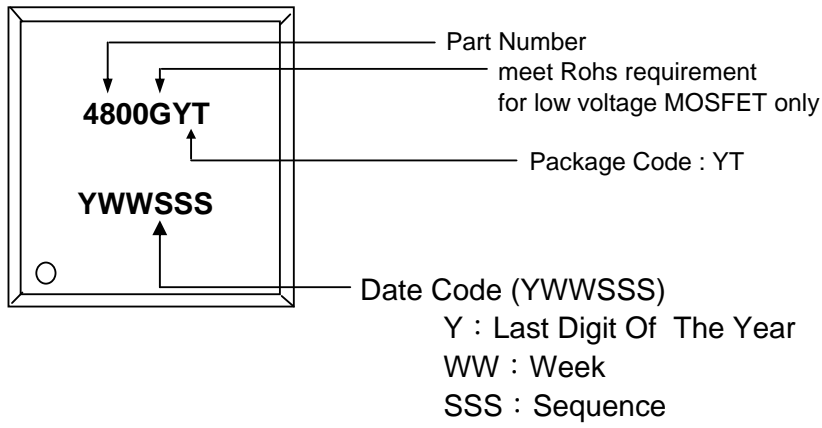 Part Number
meet Rohs requirement
for low voltage MOSFET only
4800GYT
Package Code : YT
YWWSSS
Date Code (YWWSSS)
Y：Last Digit Of The Year
WW：Week
SSS：Sequence